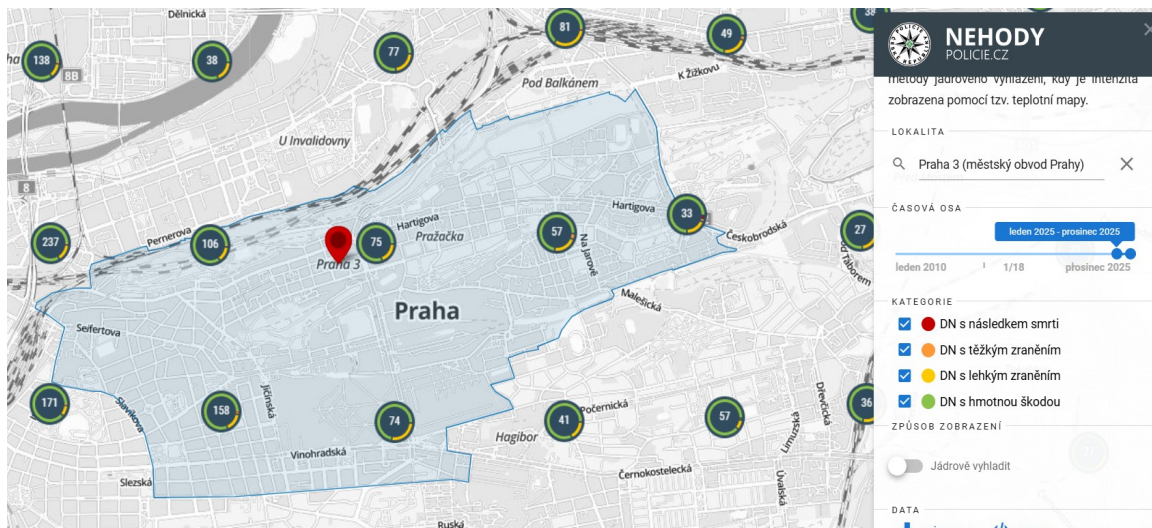 Dělnická
81
38
49
77
138
38
8B
K Žižkovu
Pod Balkánem
U Invalidovny
8
Hartigova
33
Hartigova
57
27
237
Pernerova
106
75
Pražačka
Na Jarově
Českobrodská
Praha 3
Malešická
Praha
Seifertova
Jičínská
171
Slavíkova
158
74
41
Počernická
57
36
Dřevčická
Limuzská
Hagibor
Vinohradská
Slezská
Černokostelecká
Úvalská
Ruská
NEHODY
POLICIE.CZ
metody jádrového vyhlazení, kdy je intenzita
zobrazena pomocí tzv. teplotní mapy.
LOKALITA
Praha 3 (městský obvod Prahy)
ČASOVÁ OSA
leden 2025 - prosinec 2025
leden 2010
1/18
prosinec 2025
KATEGORIE
DN s následkem smrti
DN s těžkým zraněním
DN s lehkým zraněním
DN s hmotnou škodou
ZPŮSOB ZOBRAZENÍ
Jádrově vyhladit
DATA